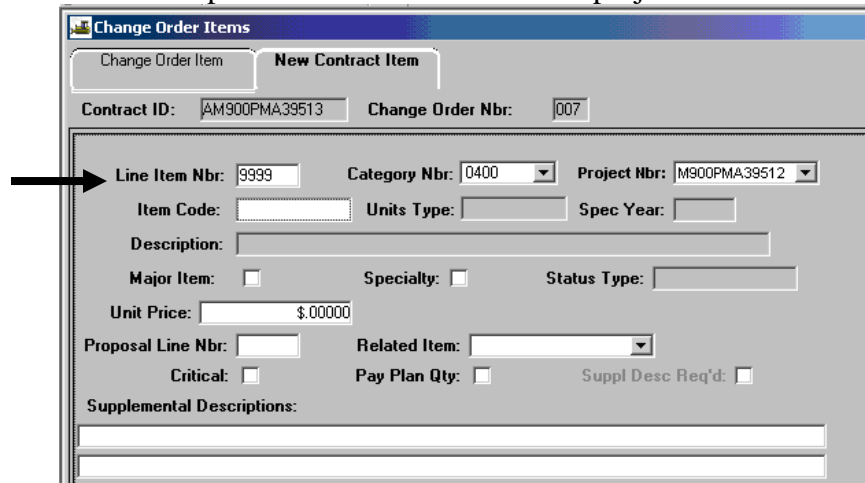 Change Order Items
Change Order Item New Contract Item
Contract ID: AM900PMA39513 Change Order Nbr: 007
Line Item Nbr: 9999 Category Nbr: 0400 Project Nbr: M900PMA39512
Item Code: Units Type: Spec Year:
Description:
Major Item: Specialty: Status Type:
Unit Price: $.00000
Proposal Line Nbr: Related Item:
Critical: Pay Plan Qty: Suppl Desc Req'd:
Supplemental Descriptions: